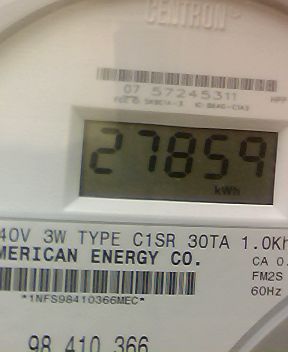 CENTRON
07 57245311
27859
kWh
40V 3W TYPE C1SR 30TA 1.0Kh
MERICAN ENERGY CO.
CA 0.
*1NFS98410366MEC*
FM2S
60Hz
98 410 366